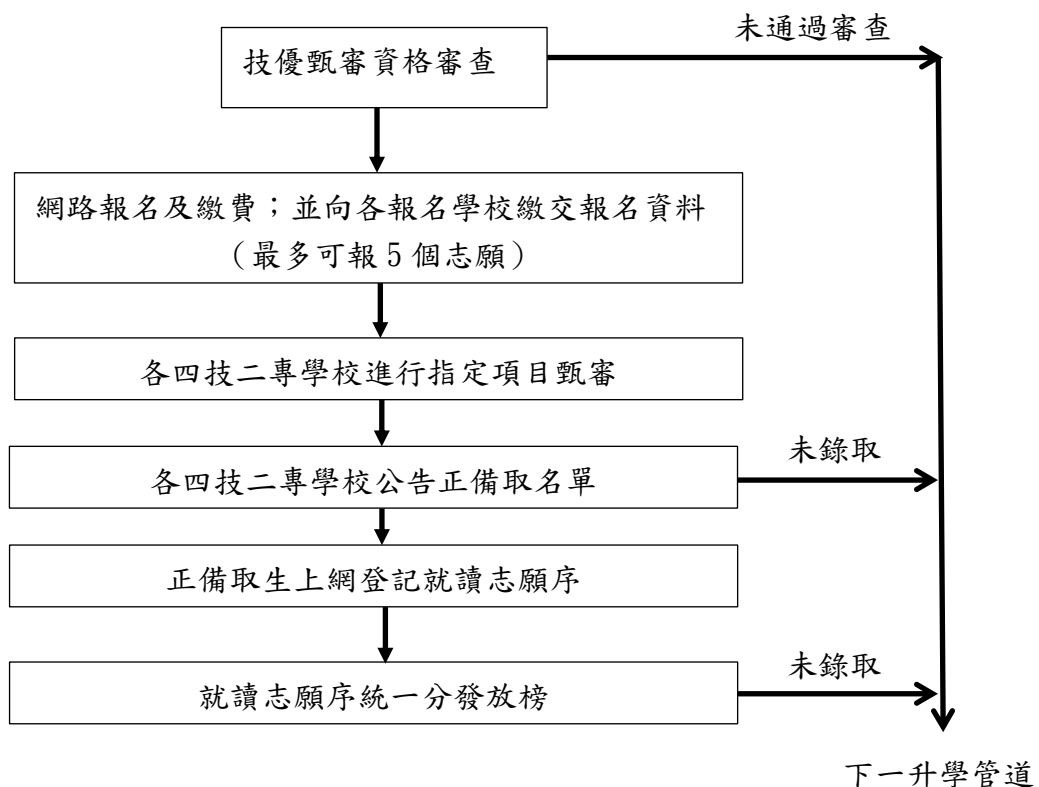 未通過審查
技優甄審資格審查
網路報名及繳費；並向各報名學校繳交報名資料
（最多可報 5 個志願）
各四技二專學校進行指定項目甄審
未錄取
各四技二專學校公告正備取名單
正備取生上網登記就讀志願序
未錄取
就讀志願序統一分發放榜
下一升學管道